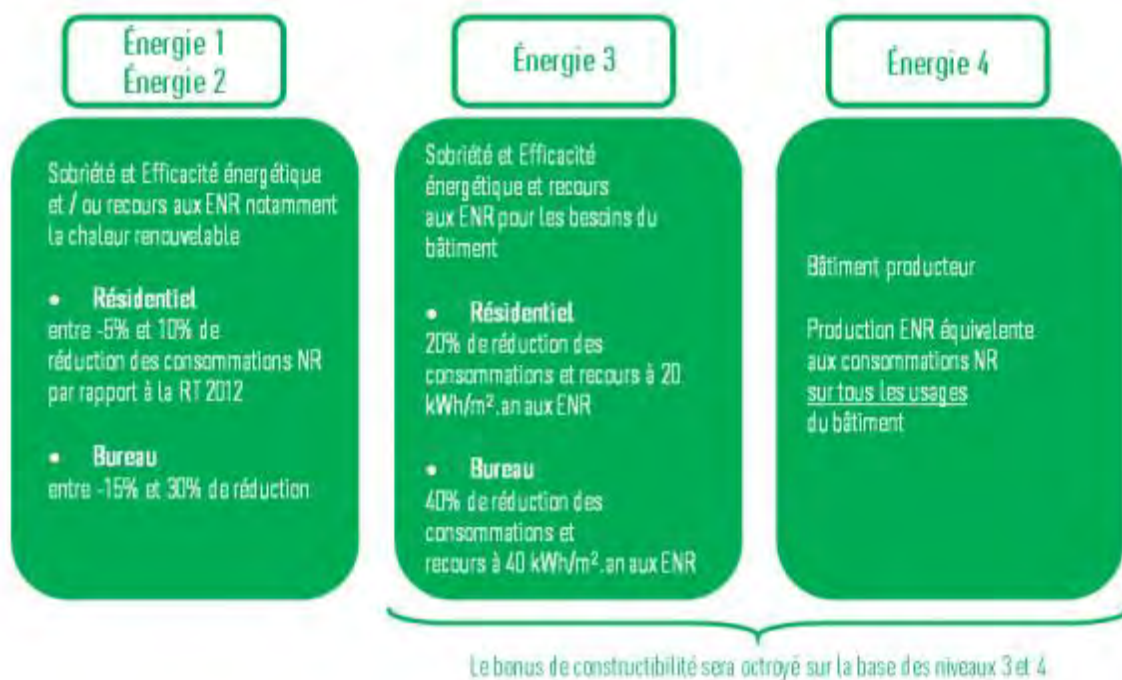 Énergie 1
Énergie 2
Sobriété et Efficacité énergétique
et / ou recours aux ENR notamment
la chaleur renouvelable
• Résidentiel
entre -5% et 10% de
réduction des consommations NR
par rapport à la RT 2012
• Bureau
entre -15% et 30% de réduction
Énergie 3
Sobriété et Efficacité
énergétique et recours
aux ENR pour les besoins du
bâtiment
• Résidentiel
20% de réduction des
consommations et recours à 20
kWh/m².an aux ENR
• Bureau
40% de réduction des
consommations et
recours à 40 kWh/m².an aux ENR
Énergie 4
Bâtiment producteur
Production ENR équivalente
aux consommations NR
sur tous les usages
du bâtiment
Le bonus de constructibilité sera octroyé sur la base des niveaux 3 et 4